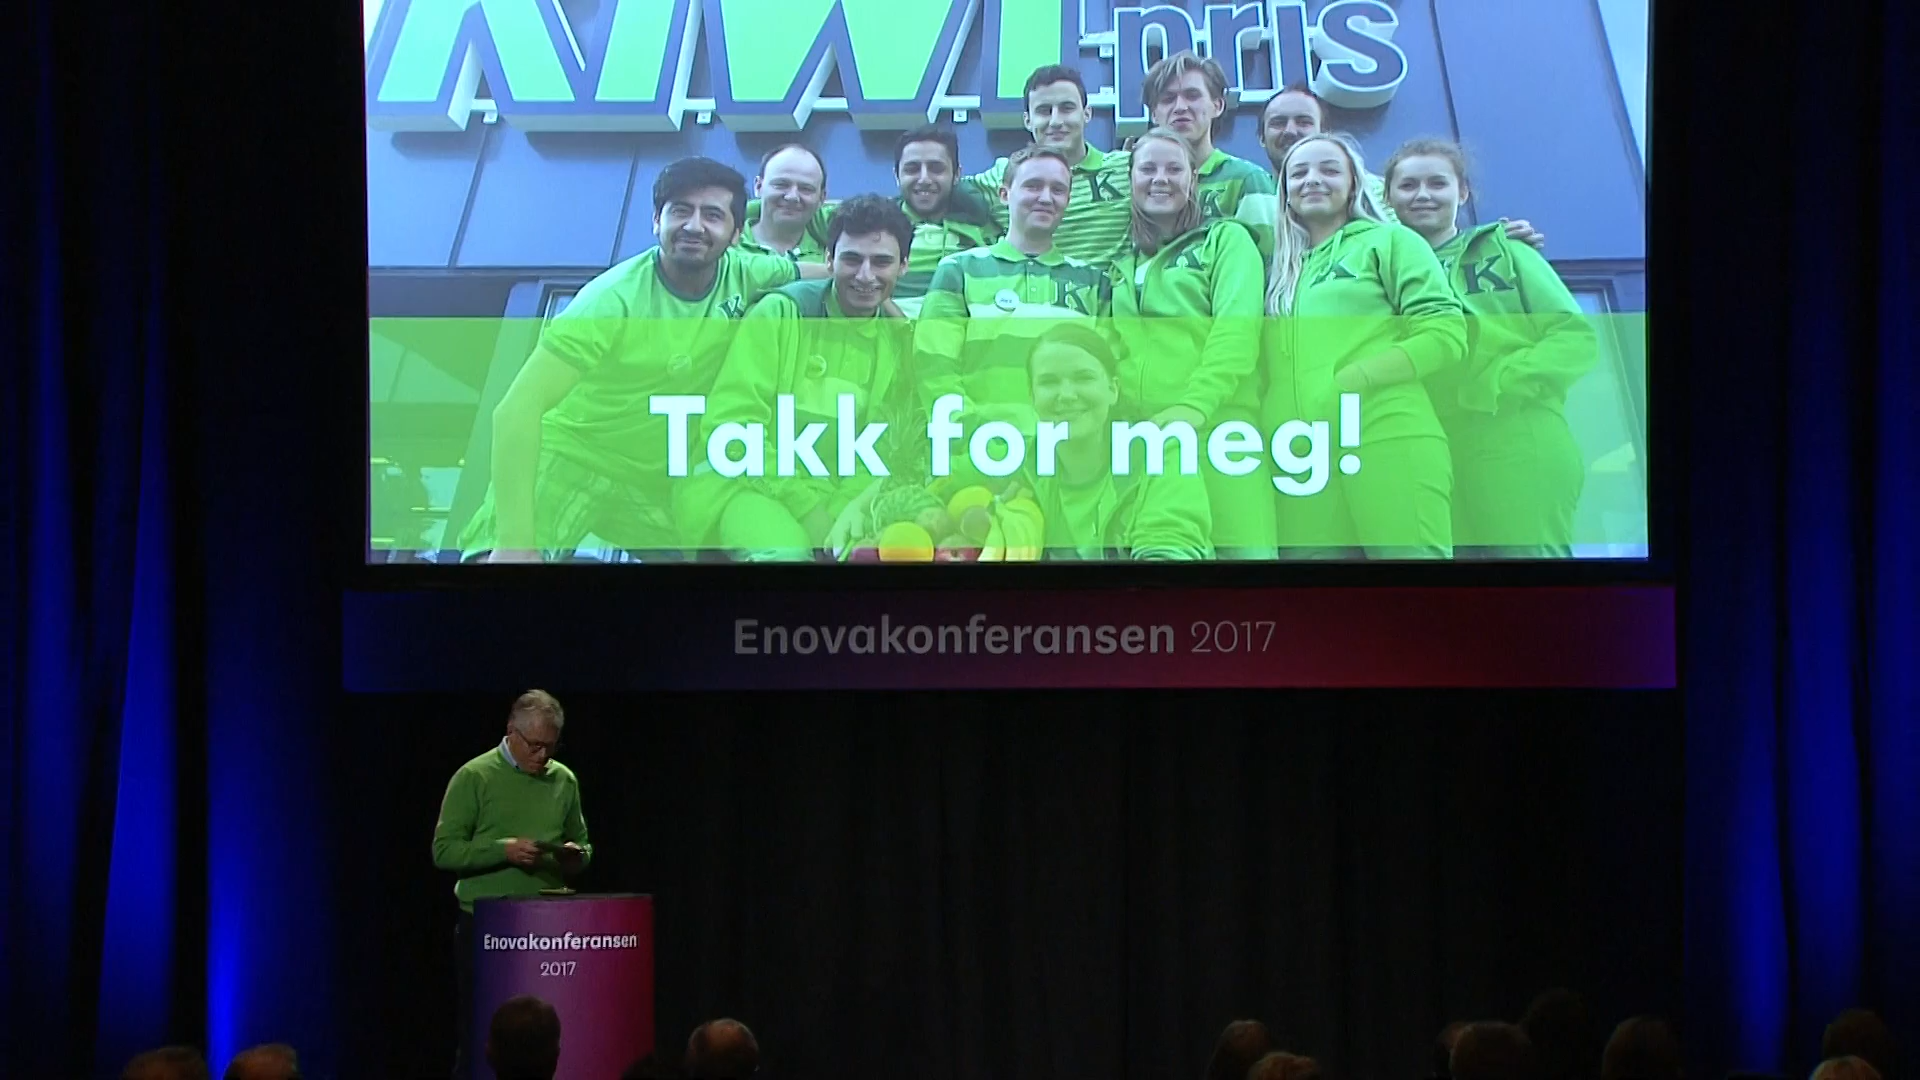 KIWI pris
K
K
K
K
K
Takk for meg!
Enovakonferansen 2017
Enovakonferansen
2017